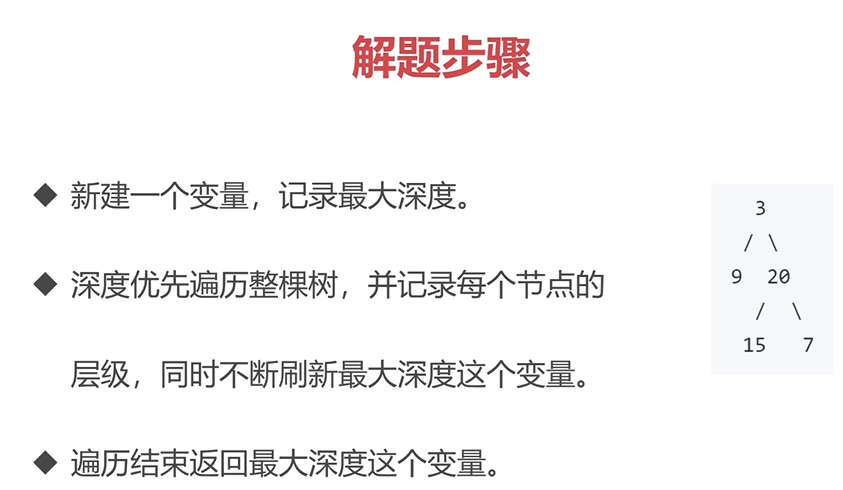 解题步骤
◆ 新建一个变量，记录最大深度。
◆ 深度优先遍历整棵树，并记录每个节点的
层级，同时不断刷新最大深度这个变量。
◆ 遍历结束返回最大深度这个变量。
3
/ \
9 20
/ \
15 7